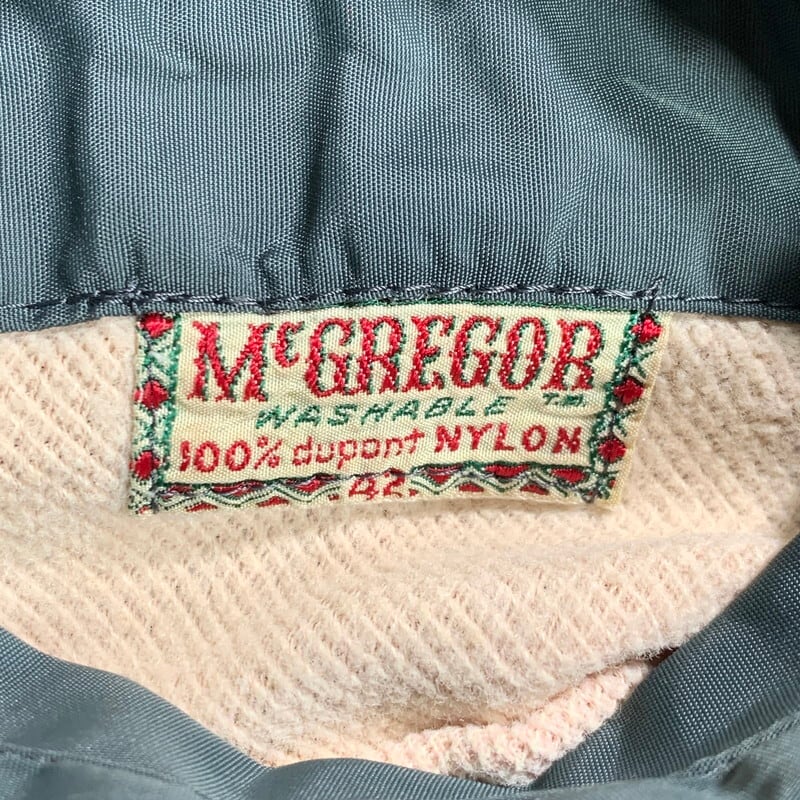 McGREGOR
WASHABLE TM.
100% dupont NYLON
42